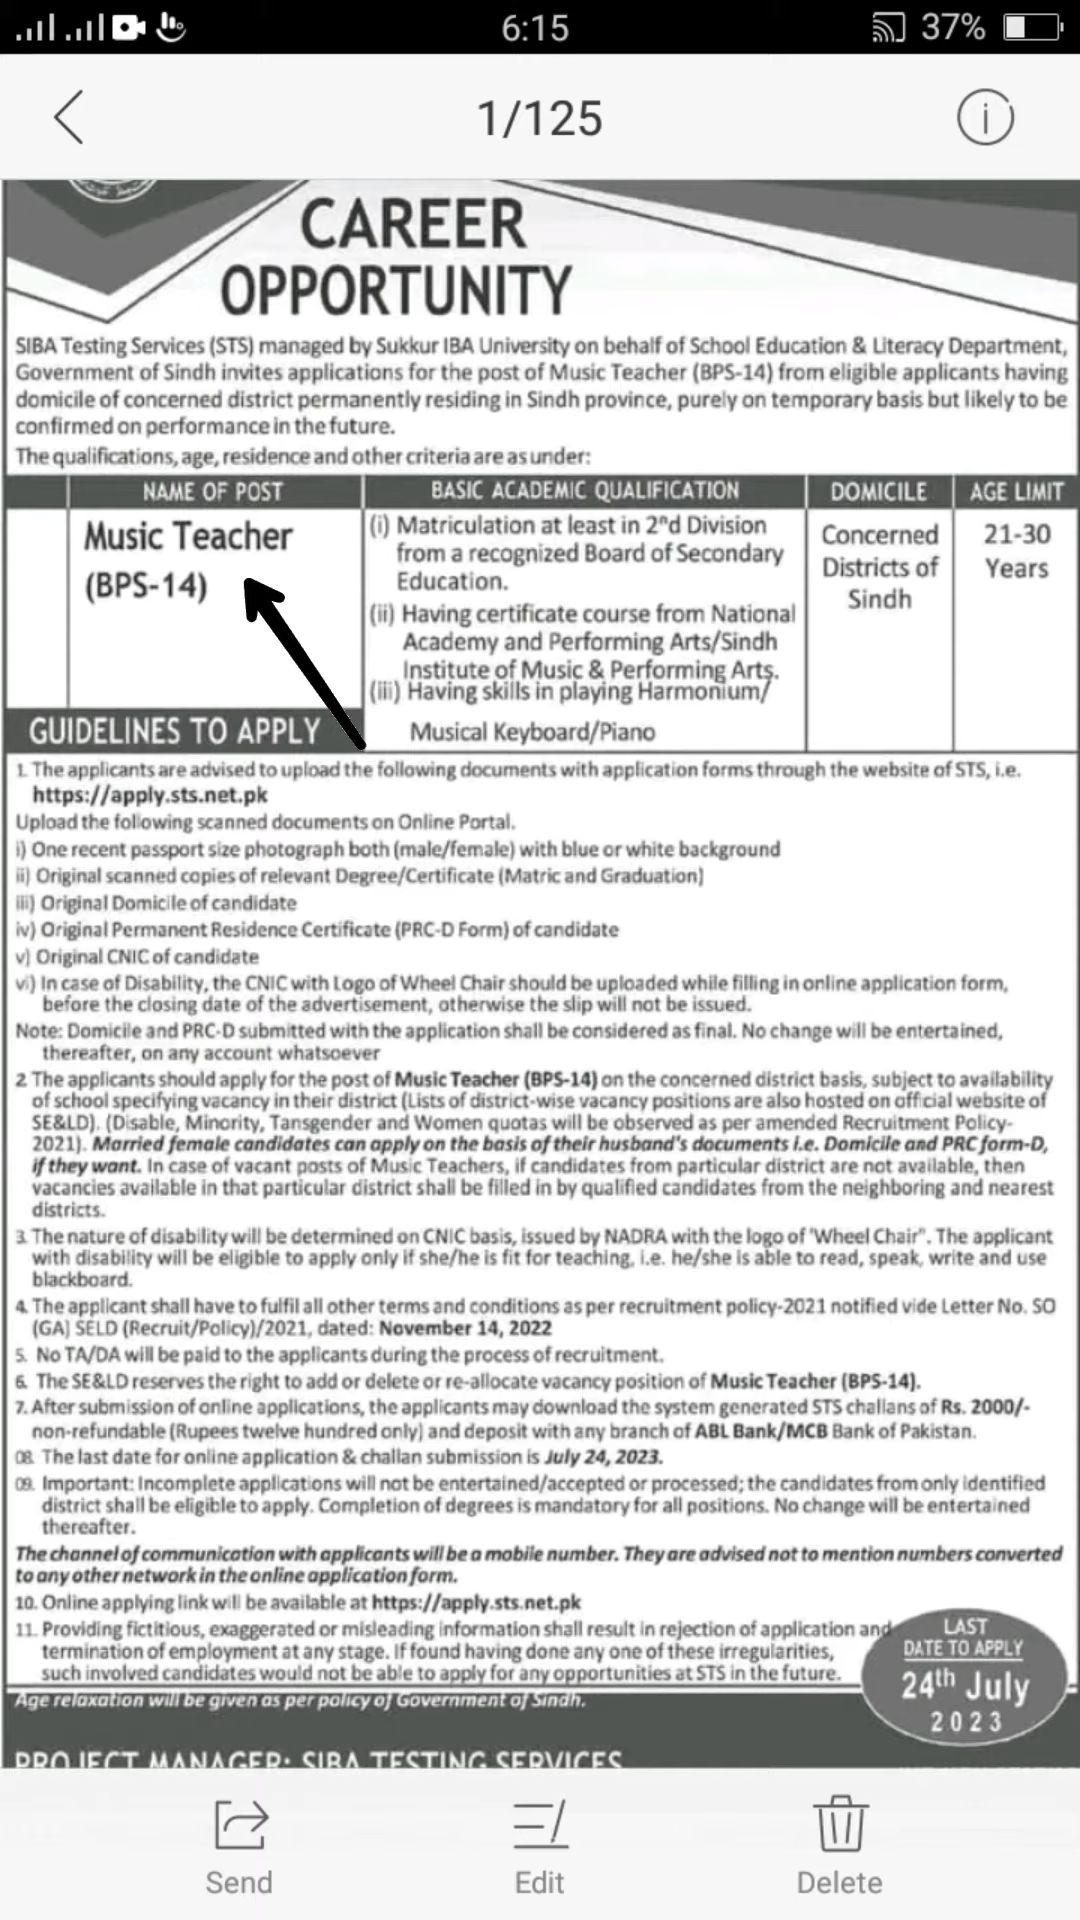 6:15
37%
1/125
CAREER
OPPORTUNITY
SIBA Testing Services (STS) managed by Sukkur IBA University on behalf of School Education & Literacy Department,
Government of Sindh invites applications for the post of Music Teacher (BPS-14) from eligible applicants having
domicile of concerned district permanently residing in Sindh province, purely on temporary basis but likely to be
confirmed on performance in the future.
The qualifications, age, residence and other criteria are as under:
NAME OF POST BASIC ACADEMIC QUALIFICATION DOMICILE AGE LIMIT
Music Teacher
(BPS-14)
(i) Matriculation at least in 2"d Division
from a recognized Board of Secondary
Education.
(ii) Having certificate course from National
Academy and Performing Arts/Sindh
Institute of Music & Performing Arts.
(iii) Having skills in playing Harmonium/
Musical Keyboard/Piano
Concerned
Districts of
Sindh
21-30
Years
GUIDELINES TO APPLY
1. The applicants are advised to upload the following documents with application forms through the website of STS, i.e.
https://apply.sts.net.pk
Upload the following scanned documents on Online Portal.
i) One recent passport size photograph both (male/female) with blue or white background
ii) Original scanned copies of relevant Degree/Certificate (Matric and Graduation)
iii) Original Domicile of candidate
iv) Original Permanent Residence Certificate (PRC-D Form) of candidate
v) Original CNIC of candidate
vi) In case of Disability, the CNIC with Logo of Wheel Chair should be uploaded while filling in online application form,
before the closing date of the advertisement, otherwise the slip will not be issued.
Note: Domicile and PRC-D submitted with the application shall be considered as final. No change will be entertained,
thereafter, on any account whatsoever
2. The applicants should apply for the post of Music Teacher (BPS-14) on the concerned district basis, subject to availability
of school specifying vacancy in their district (Lists of district-wise vacancy positions are also hosted on official website of
SE&LD). (Disable, Minority, Tansgender and Women quotas will be observed as per amended Recruitment Policy-
2021). Married female candidates can apply on the basis of their husband's documents i.e. Domicile and PRC form-D,
if they want. In case of vacant posts of Music Teachers, if candidates from particular district are not available, then
vacancies available in that particular district shall be filled in by qualified candidates from the neighboring and nearest
districts.
3. The nature of disability will be determined on CNIC basis, issued by NADRA with the logo of "Wheel Chair". The applicant
with disability will be eligible to apply only if she/he is fit for teaching, i.e. he/she is able to read, speak, write and use
blackboard.
4. The applicant shall have to fulfil all other terms and conditions as per recruitment policy-2021 notified vide Letter No. SO
(GA) SELD (Recruit/Policy)/2021, dated: November 14, 2022
5. No TA/DA will be paid to the applicants during the process of recruitment.
6. The SE&LD reserves the right to add or delete or re-allocate vacancy position of Music Teacher (BPS-14).
7. After submission of online applications, the applicants may download the system generated STS challans of Rs. 2000/-
non-refundable (Rupees twelve hundred only) and deposit with any branch of ABL Bank/MCB Bank of Pakistan.
08. The last date for online application & challan submission is July 24, 2023.
09. Important: Incomplete applications will not be entertained/accepted or processed; the candidates from only identified
district shall be eligible to apply. Completion of degrees is mandatory for all positions. No change will be entertained
thereafter.
The channel of communication with applicants will be a mobile number. They are advised not to mention numbers converted
to any other network in the online application form.
10. Online applying link will be available at https://apply.sts.net.pk
11. Providing fictitious, exaggerated or misleading information shall result in rejection of application and
termination of employment at any stage. If found having done any one of these irregularities,
such involved candidates would not be able to apply for any opportunities at STS in the future.
LAST
DATE TO APPLY
24th July
2023
Age relaxation will be given as per policy of Government of Sindh.
PROJECT MANAGER: SIBA TESTING SERVICES
Send Edit Delete